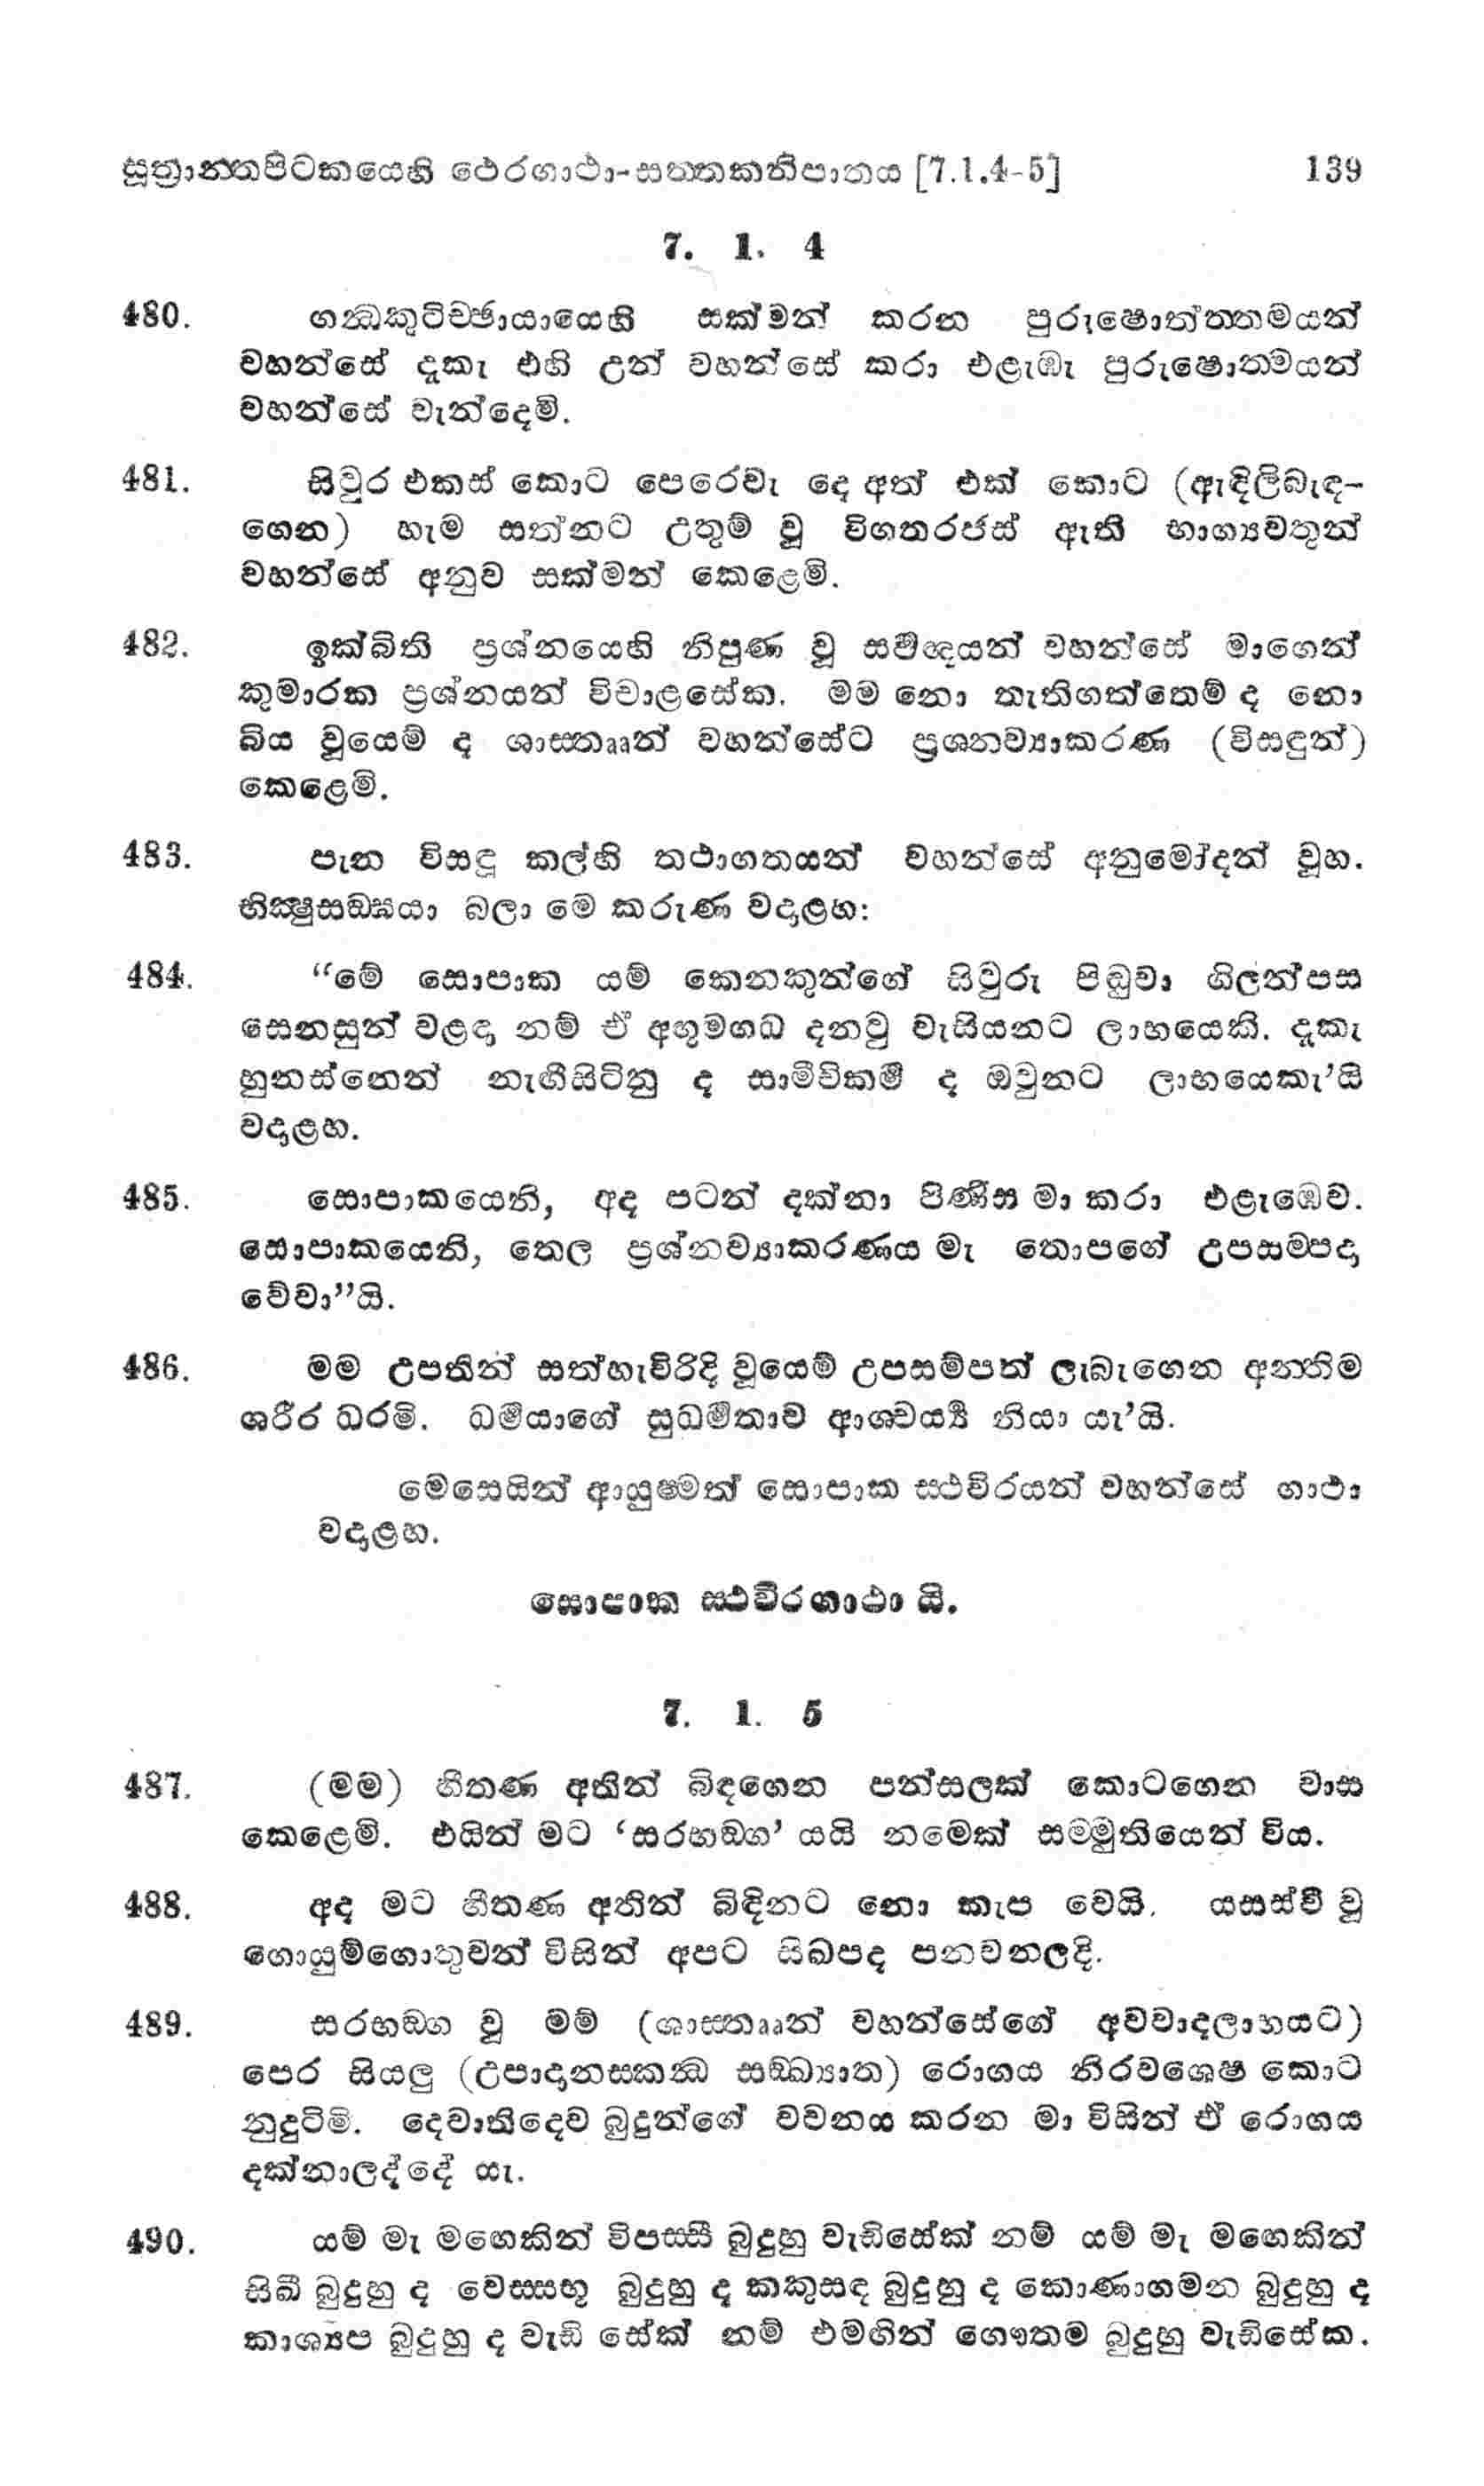 සූත්‍රාන්තපිටකයෙහි ථෙරගාථා-සත්තකනිපාතය [7.1.4-5] 139
7. 1. 4
480. ගන්‍ධකුටිච්ඡායායෙහි සක්මන් කරන පුරුෂොත්තමයන්
වහන්සේ දැකැ එහි උන් වහන්සේ කරා එළැඹැ පුරුෂොතමයන්
වහන්සේ වැන්දෙමි.
481. සිවුර එකස් කොට පෙරෙවැ දෙ අත් එක් කොට (ඇඳිලිබැඳ-
ගෙන) හැම සත්නට උතුම් වූ විගතරජස් ඇති භාග්‍යවතුන්
වහන්සේ අනුව සක්මන් කෙළෙමි.
482. ඉක්බිති ප්‍රශ්නයෙහි නිපුණ වූ සර්‍වඥයන් වහන්සේ මාගෙන්
කුමාරක ප්‍රශ්නයන් විචාළසේක. මම නො තැතිගත්තෙම් ද නො
බිය වූයෙම් ද ශාස්තෲන් වහන්සේට ප්‍රශ්නව්‍යාකරණ (විසඳුන්)
කෙළෙමි.
483. පැන විසඳූ කල්හි තථාගතයන් වහන්සේ අනුමෝදන් වූහ.
භික්‍ෂුසඞ්ඝයා බලා මෙ කරුණ වදාළහ:
484. “මේ සොපාක යම් කෙනකුන්ගේ සිවුරු පිඬුවා ගිලන්පස
සෙනසුන් වළඳා නම් ඒ අඟුමගධ දනවු වැසියනට ලාභයෙකි. දැකැ
හුනස්නෙන් නැඟීසිටිනු ද සාමීචිකර්‍ම ද ඔවුනට ලාභයෙකැ’යි
වදාළහ.
485. සොපාකයෙනි, අද පටන් දක්නා පිණිස මා කරා එළැඹෙව.
සොපාකයෙනි, තෙල ප්‍රශ්නව්‍යාකරණය මැ තොපගේ උපසම්පදා
වේවා”යි.
486. මම උපතින් සත්හැවිරිදි වූයෙම් උපසම්පත් ලැබැගෙන අන්තිම
ශරීර ධරමි. ධර්‍මයාගේ සුධර්‍මතාව ආශ්චර්‍ය්‍ය නියා යැ’යි.
මෙසෙයින් ආයුෂ්මත් සොපාක ස්ථවිරයන් වහන්සේ ගාථා
වදාළහ.
සොපාක ස්ථවිරගාථා යි.
7. 1. 5
487. (මම) හීතණ අතින් බිඳගෙන පන්සලක් කොටගෙන වාස
කෙළෙමි. එයින් මට ‘සරභඞ්ග’ යයි නමෙක් සම්මුතියෙන් විය.
488. අද මට හීතණ අතින් බිඳිනට නො කැප වෙයි. යසස්වී වූ
ගොයුම්ගොතුවන් විසින් අපට සිඛපද පනවනලදි.
489. සරභඞ්ග වූ මම් (ශාස්තෲන් වහන්සේගේ අවවාදලාභයට)
පෙර සියලු (උපාදානස්කන්‍ධ සඞ්ඛ්‍යාත) රොගය නිරවශෙෂ කොට
නුදුටිමි. දෙවාතිදෙව බුදුන්ගේ වචනය කරන මා විසින් ඒ රොගය
දක්නාලද්දේ යැ.
490. යම් මැ මඟෙකින් විපස්සී බුදුහු වැඩිසේක් නම් යම් මැ මඟෙකින්
සිඛී බුදුහු ද වෙස්සභූ බුදුහු ද කකුසඳ බුදුහු ද කොණාගමන බුදුහු ද
කාශ්‍යප බුදුහු ද වැඩි සේක් නම් එමඟින් ගෞතම බුදුහු වැඩිසේක.